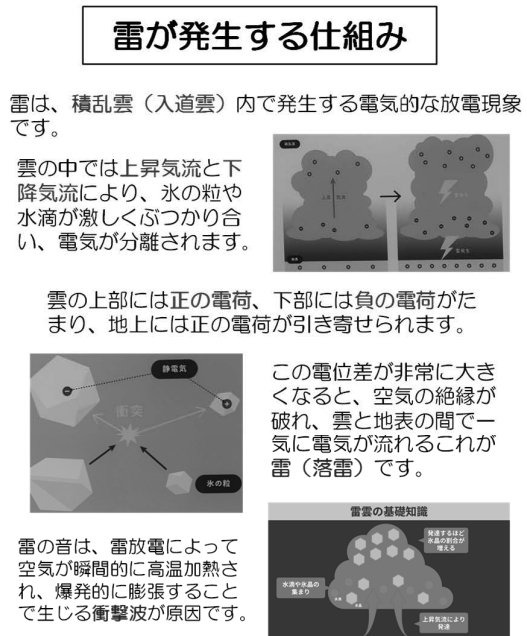 雷が発生する仕組み
雷は、積乱雲（入道雲）内で発生する電気的な放電現象
です。
雲の中では上昇気流と下
降気流により、氷の粒や
水滴が激しくぶつかり合
い、電気が分離されます。
上昇 気流
雲の上部には正の電荷、下部には負の電荷がた
まり、地上には正の電荷が引き寄せられます。
静電気
衝突
氷の粒
この電位差が非常に大き
くなると、空気の絶縁が
破れ、雲と地表の間で一
気に電気が流れるこれが
雷（落雷）です。
雷の音は、雷放電によって
空気が瞬間的に高温加熱さ
れ、爆発的に膨張すること
で生じる衝撃波が原因です。
雷雲の基礎知識
発達するほど
氷晶の割合が
増える
水滴や氷晶の
集まり
水滴
氷晶
上昇気流により
発達